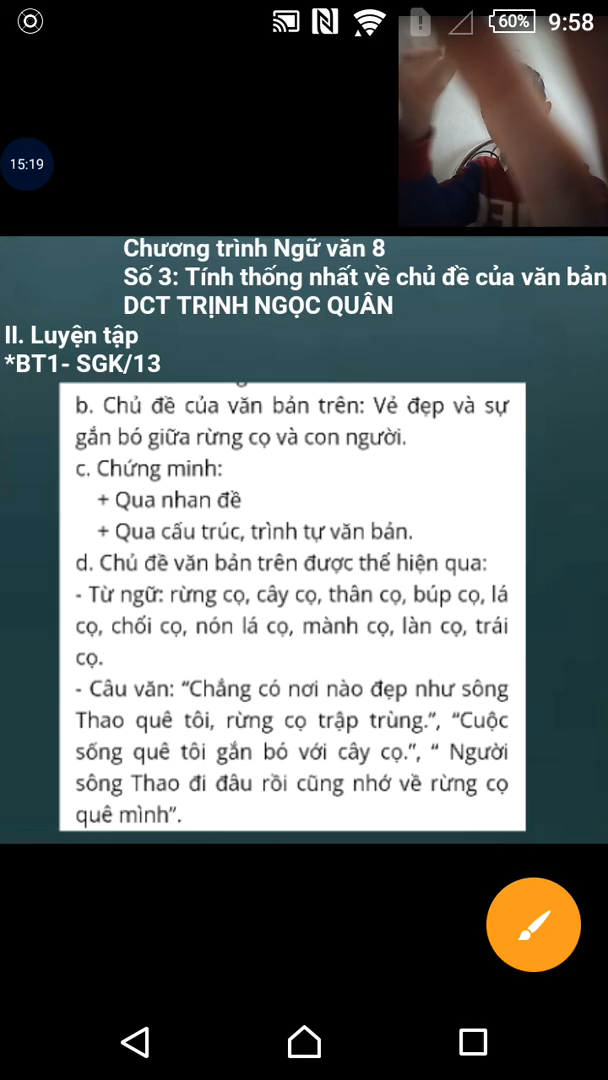 60%
9:58
15:19
Chương trình Ngữ văn 8
Số 3: Tính thống nhất về chủ đề của văn bản
DCT TRỊNH NGỌC QUÂN
II. Luyện tập
*BT1- SGK/13
b. Chủ đề của văn bản trên: Vẻ đẹp và sự
gắn bó giữa rừng cọ và con người.
c. Chứng minh:
+ Qua nhan đề
+ Qua cấu trúc, trình tự văn bản.
d. Chủ đề văn bản trên được thể hiện qua:
- Từ ngữ: rừng cọ, cây cọ, thân cọ, búp cọ, lá
cọ, chổi cọ, nón lá cọ, mành cọ, làn cọ, trái
cọ.
- Câu văn: “Chẳng có nơi nào đẹp như sông
Thao quê tôi, rừng cọ trập trùng.”, “Cuộc
sống quê tôi gắn bó với cây cọ.”, “ Người
sông Thao đi đâu rồi cũng nhớ về rừng cọ
quê mình”.